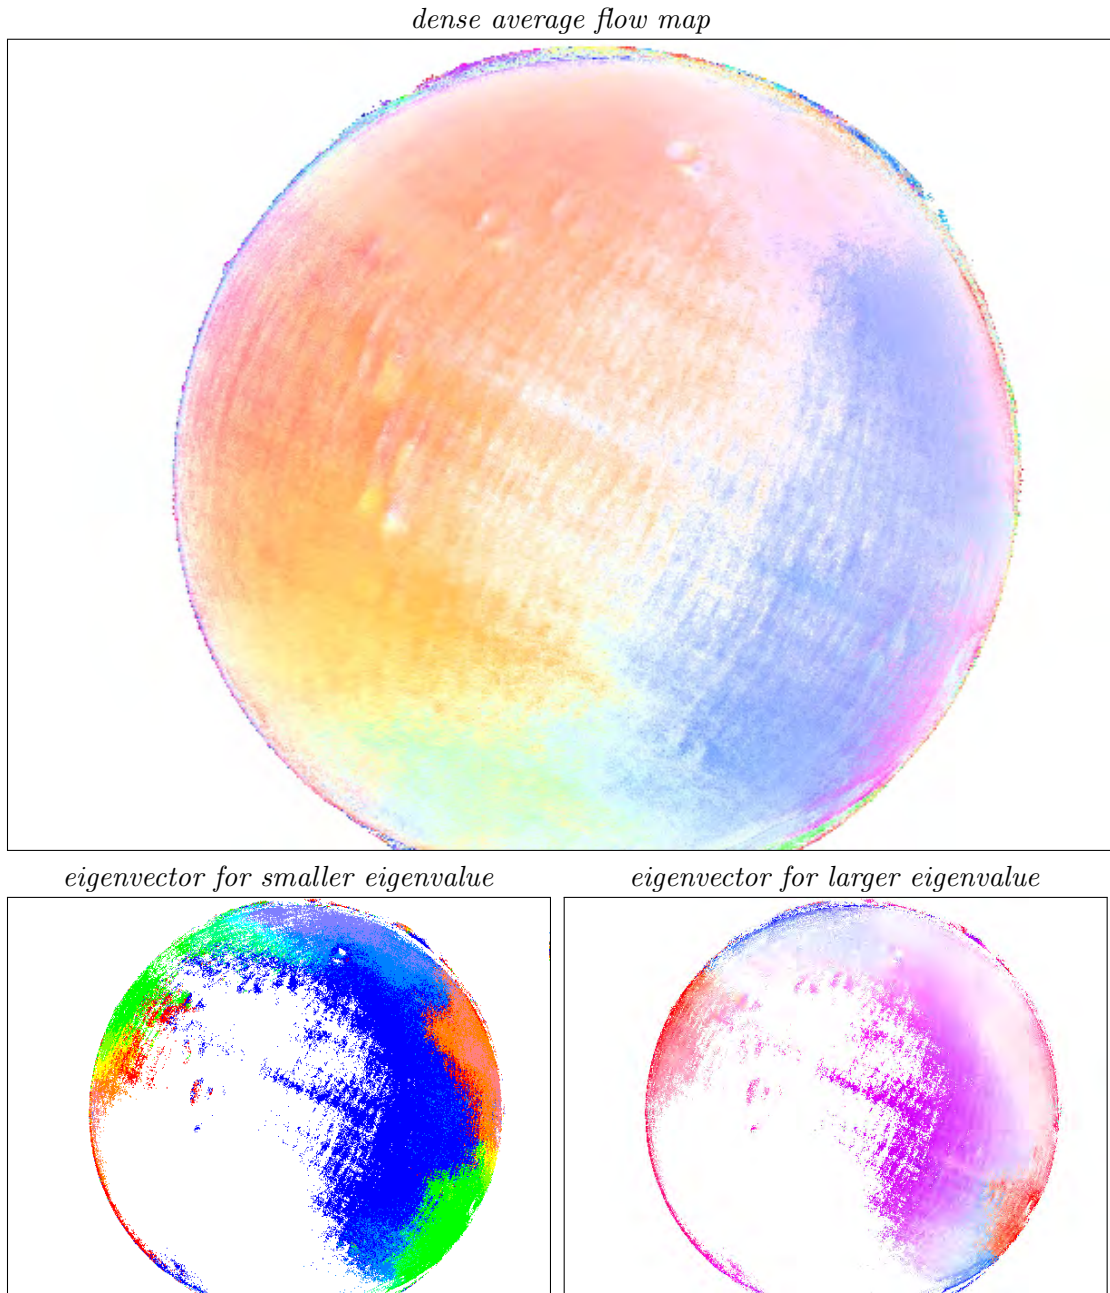 dense average flow map
eigenvector for smaller eigenvalue
eigenvector for larger eigenvalue